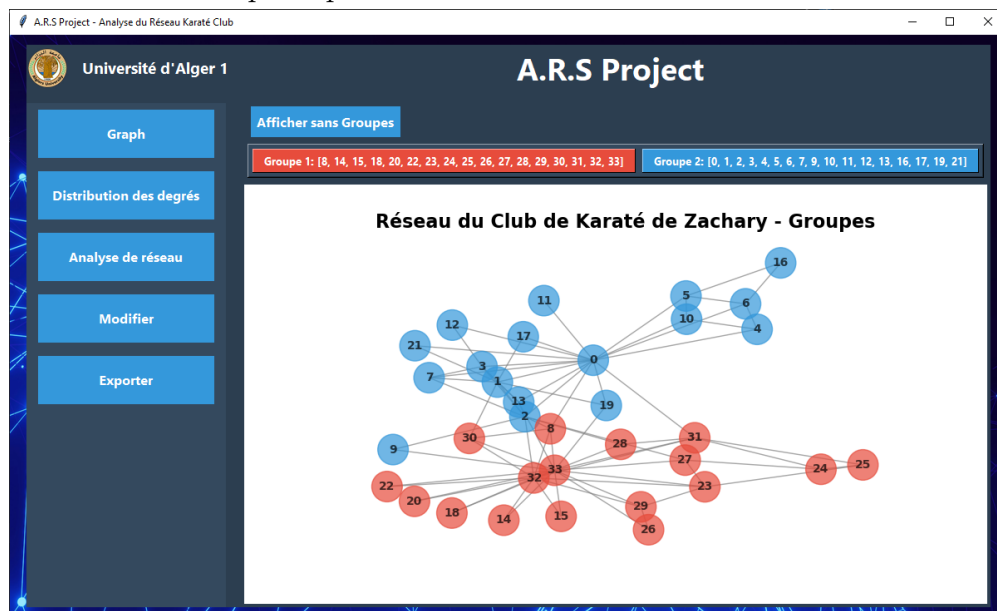 A.R.S Project - Analyse du Réseau Karaté Club
Université d'Alger 1
A.R.S Project
Graph
Distribution des degrés
Analyse de réseau
Modifier
Exporter
Afficher sans Groupes
Groupe 1: [8, 14, 15, 18, 20, 22, 23, 24, 25, 26, 27, 28, 29, 30, 31, 32, 33]
Groupe 2: [0, 1, 2, 3, 4, 5, 6, 7, 9, 10, 11, 12, 13, 16, 17, 19, 21]
Réseau du Club de Karaté de Zachary - Groupes
16
11
5
6
10
4
12
17
21
0
3
7
1
13
19
2
8
30
31
28
9
27
33
24
25
32
22
23
20
29
18
14
15
26